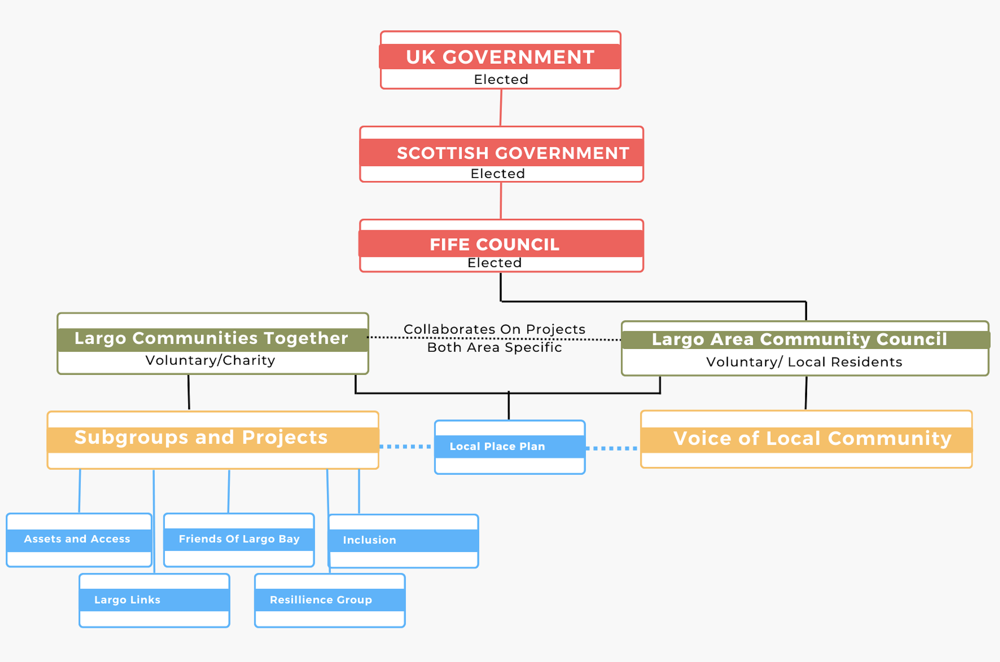 UK GOVERNMENT
Elected
SCOTTISH GOVERNMENT
Elected
FIFE COUNCIL
Elected
Largo Communities Together
Voluntary/Charity
Collaborates On Projects
Both Area Specific
Largo Area Community Council
Voluntary/ Local Residents
Subgroups and Projects
Local Place Plan
Voice of Local Community
Assets and Access
Friends Of Largo Bay
Inclusion
Largo Links
Resillience Group